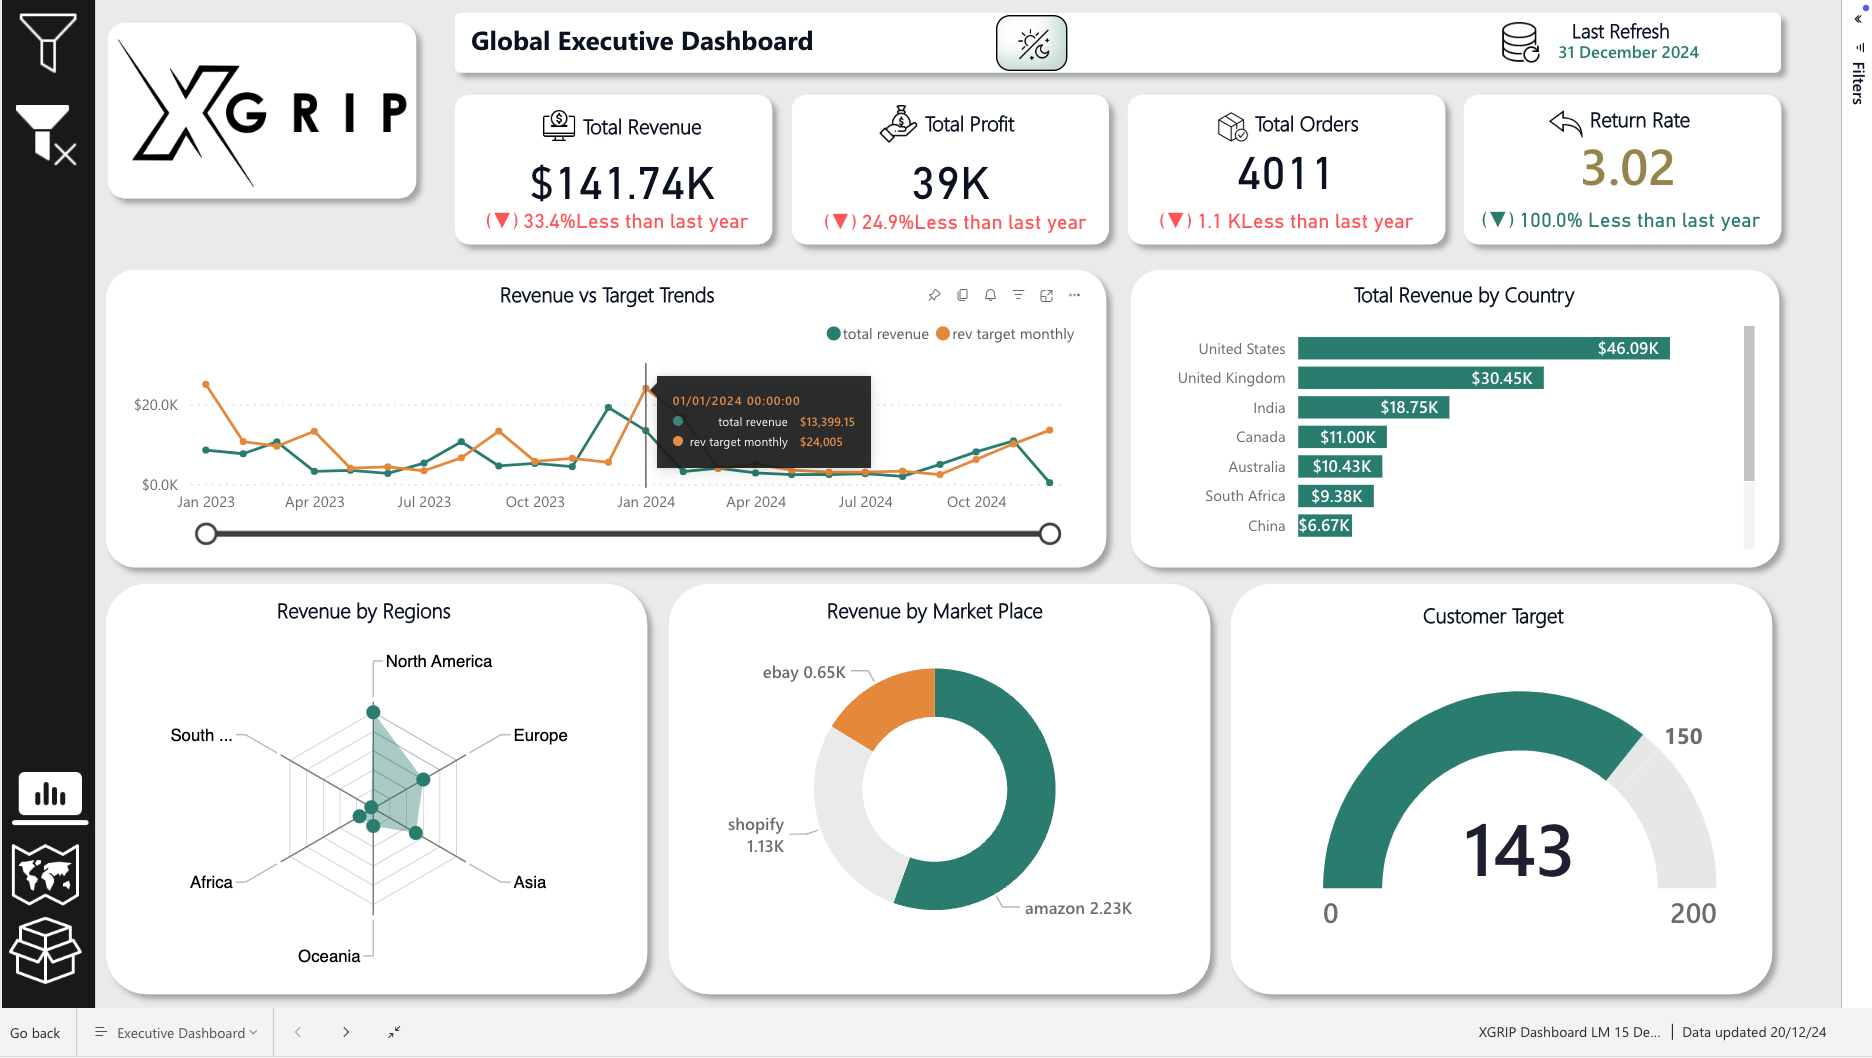 XGRIP
Global Executive Dashboard
Last Refresh
31 December 2024
Filters
Total Revenue
$141.74K
(▼) 33.4%Less than last year
Total Profit
39K
(▼) 24.9%Less than last year
Total Orders
4011
(▼) 1.1 KLess than last year
Return Rate
3.02
(▼) 100.0% Less than last year
Revenue vs Target Trends
total revenue rev target monthly
$20.0K
$0.0K
01/01/2024 00:00:00
total revenue $13,399.15
rev target monthly $24,005
Jan 2023 Apr 2023 Jul 2023 Oct 2023 Jan 2024 Apr 2024 Jul 2024 Oct 2024
Total Revenue by Country
United States $46.09K
United Kingdom $30.45K
India $18.75K
Canada $11.00K
Australia $10.43K
South Africa $9.38K
China $6.67K
Revenue by Regions
North America
South ...
Europe
Africa
Asia
Oceania
Revenue by Market Place
ebay 0.65K
shopify
1.13K
amazon 2.23K
Customer Target
150
143
0
200
Go back
Executive Dashboard
XGRIP Dashboard LM 15 De... | Data updated 20/12/24